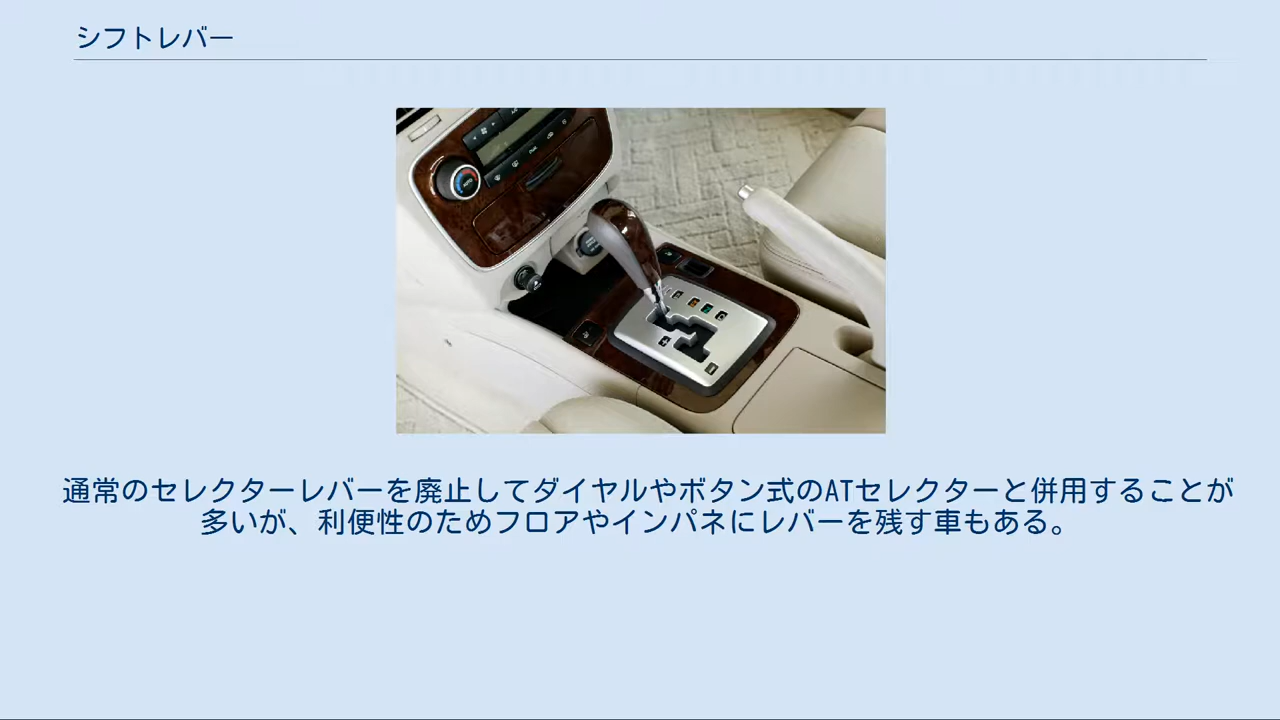 シフトレバー
AUTO
通常のセレクターレバーを廃止してダイヤルやボタン式のATセレクターと併用することが
多いが、利便性のためフロアやインパネにレバーを残す車もある。